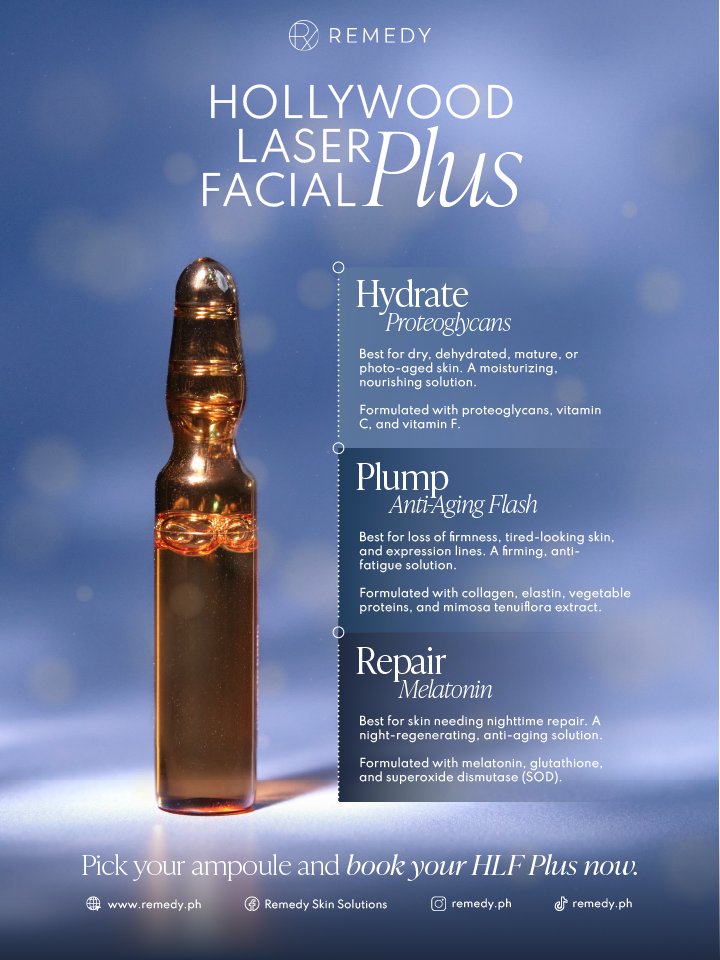 REMEDY
HOLLYWOOD
LASER
FACIAL Plus
Hydrate
Proteoglycans
Best for dry, dehydrated, mature, or
photo-aged skin. A moisturizing,
nourishing solution.
Formulated with proteoglycans, vitamin
C, and vitamin F.
Plump
Anti-Aging Flash
Best for loss of firmness, tired-looking skin,
and expression lines. A firming, anti-
fatigue solution.
Formulated with collagen, elastin, vegetable
proteins, and mimosa tenuiflora extract.
Repair
Melatonin
Best for skin needing nighttime repair. A
night-regenerating, anti-aging solution.
Formulated with melatonin, glutathione,
and superoxide dismutase (SOD).
Pick your ampoule and book your HLF Plus now.
www.remedy.ph Remedy Skin Solutions remedy.ph remedy.ph